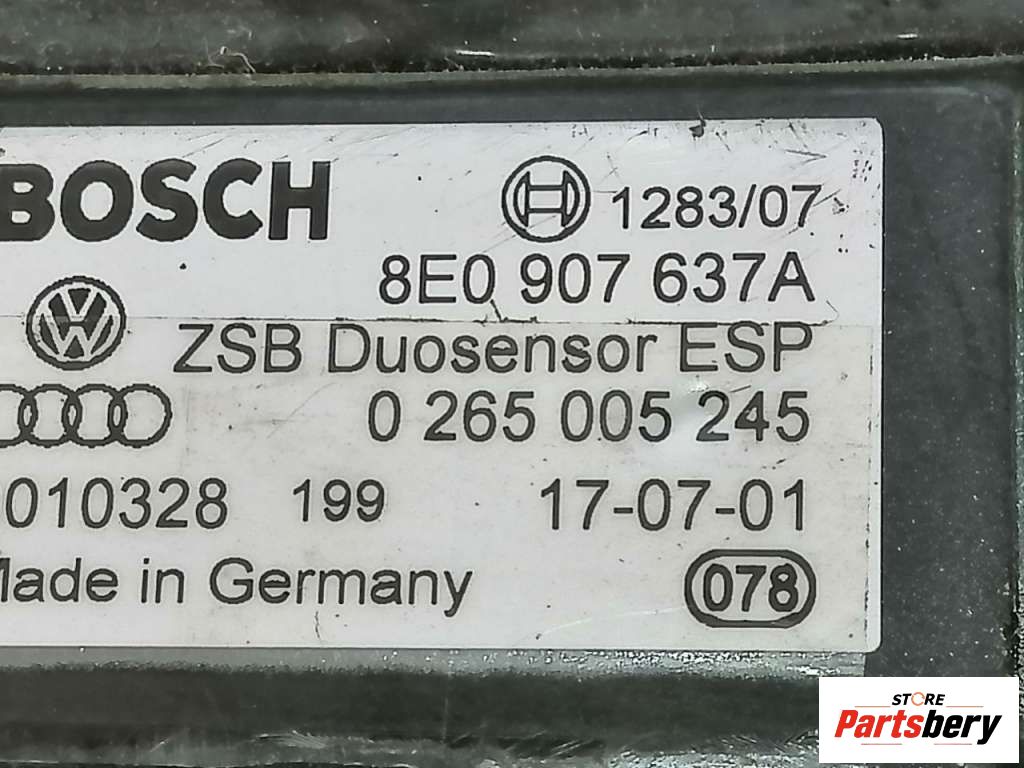 BOSCH 1283/07
8E0 907 637A
ZSB Duosensor ESP
0 265 005 245
010328 199 17-07-01
Made in Germany 078
STORE
Partsbery